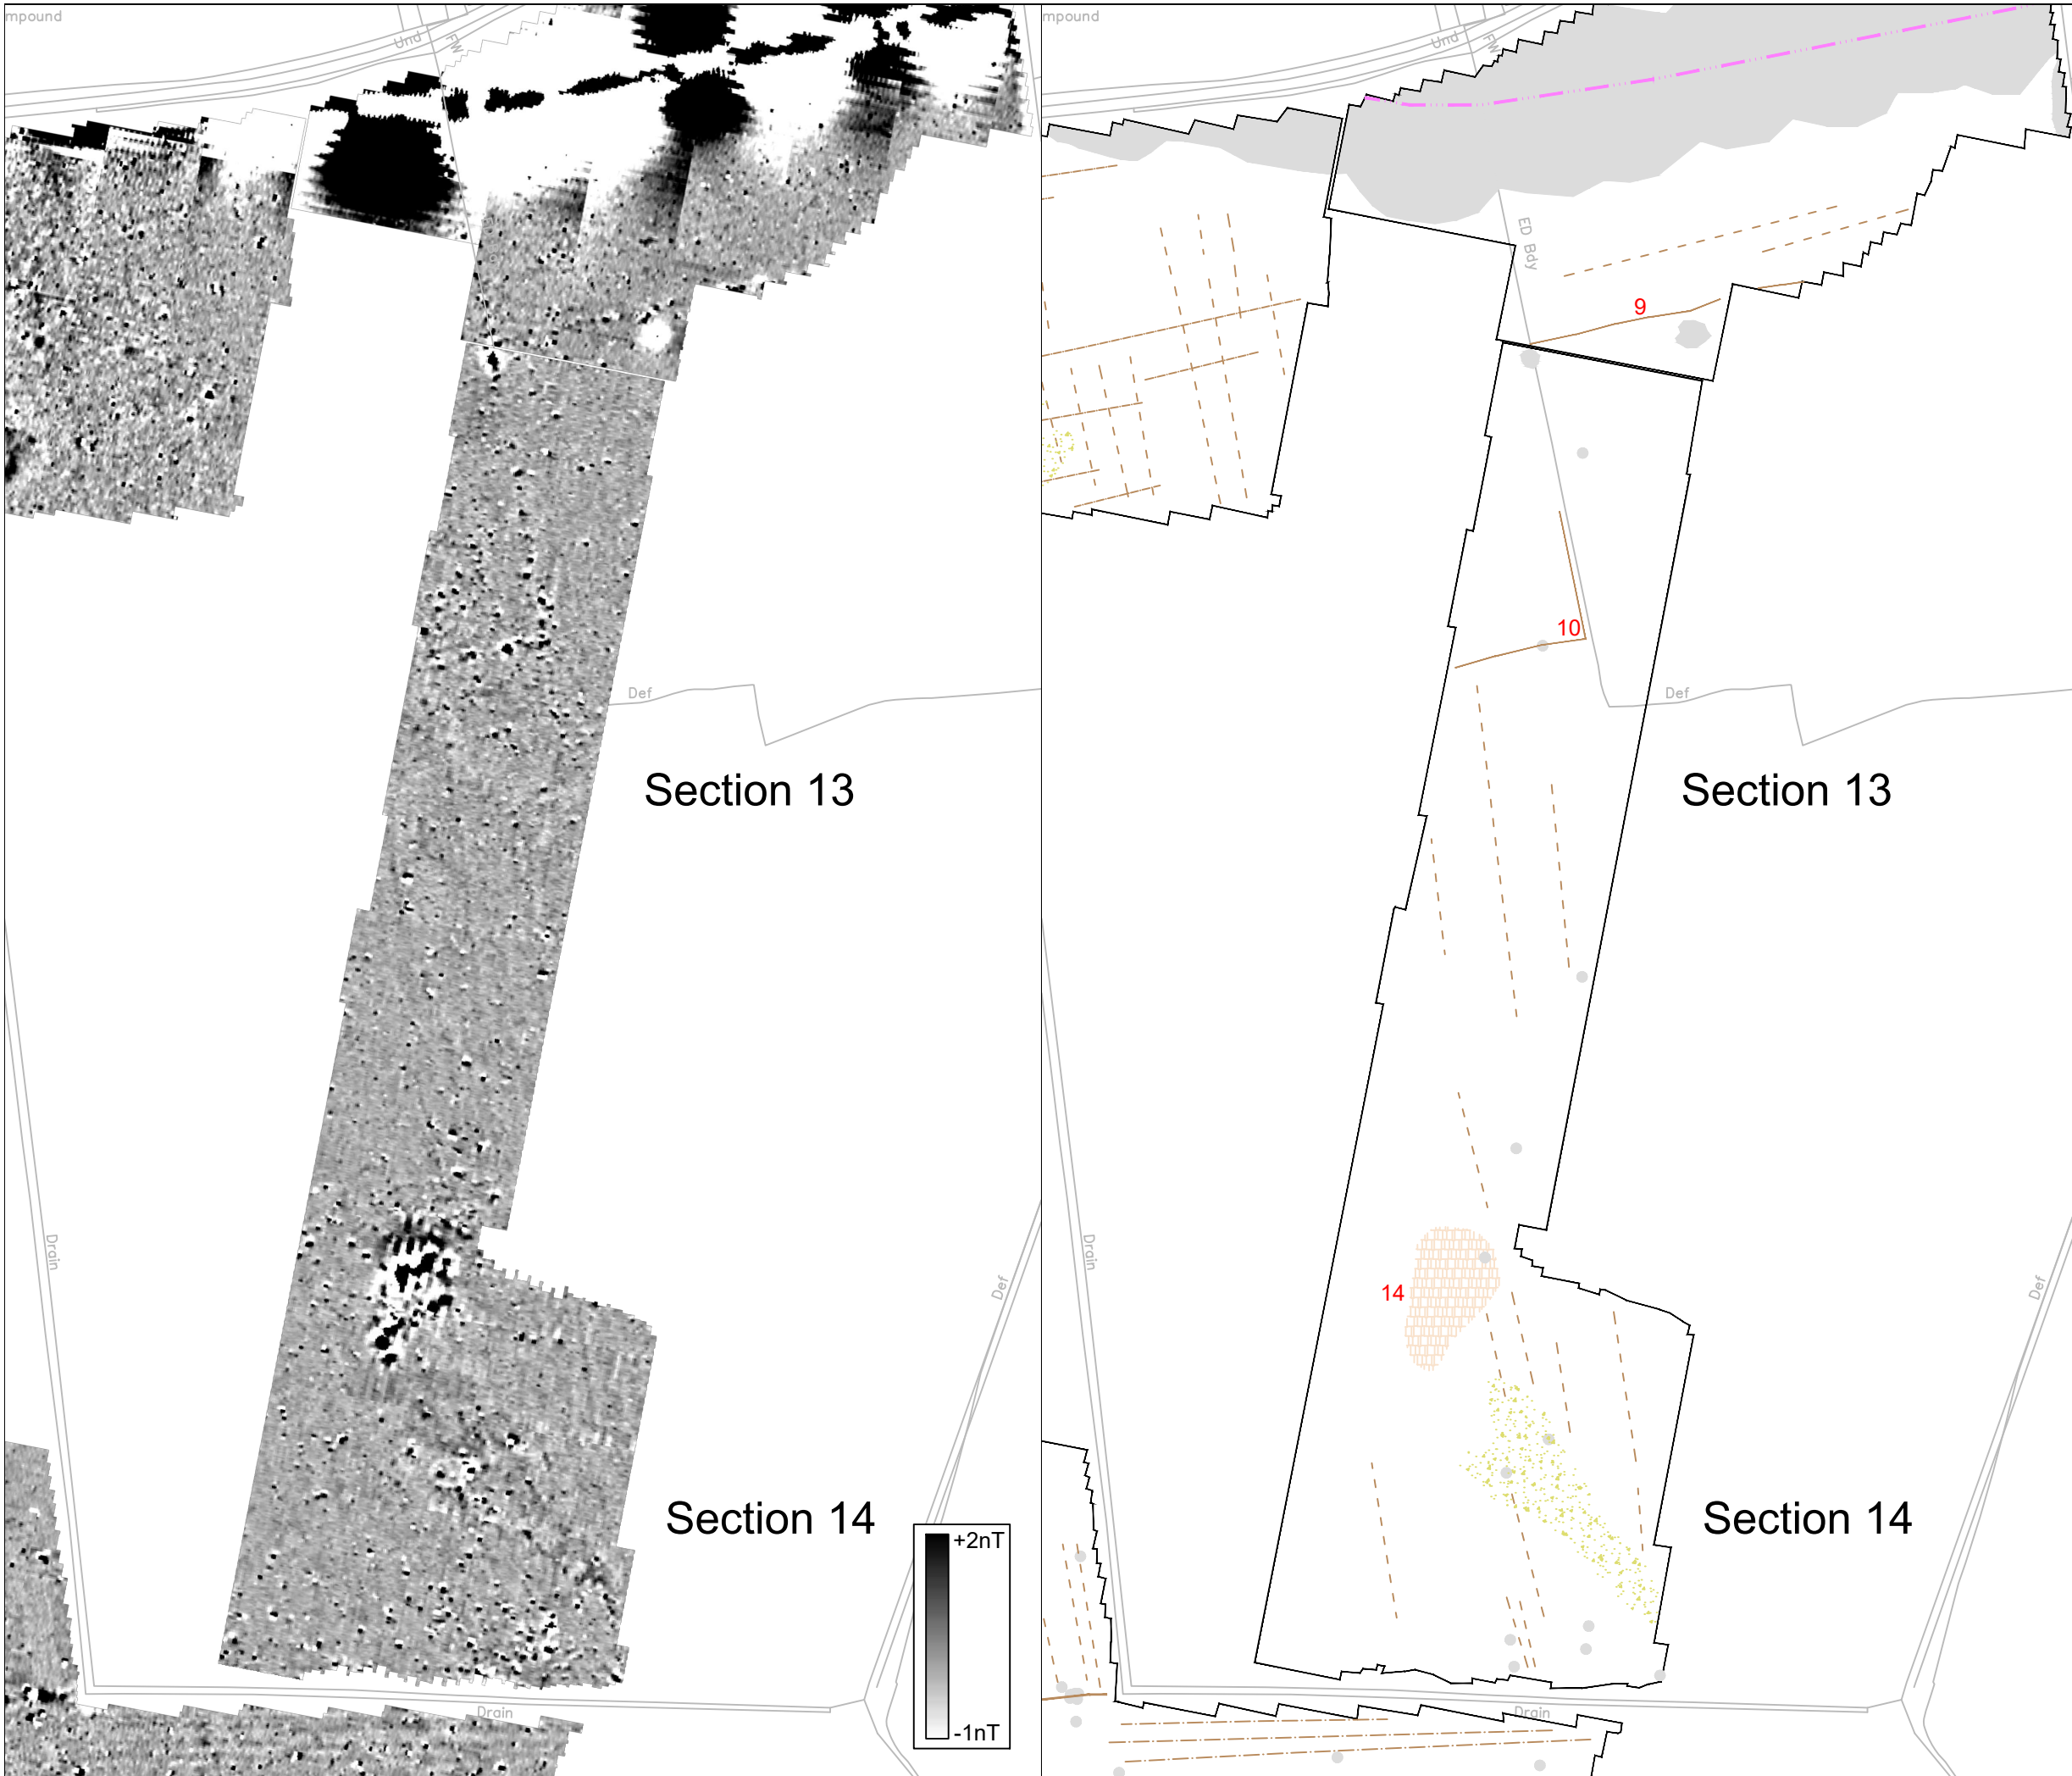 mpound
Und
FW
Def
Section 13
Drain
Def
Section 14
+2nT
-1nT
Drain
mpound
Und
FW
ED Bdy
9
10
Def
Section 13
Drain
Def
14
Section 14
Drain